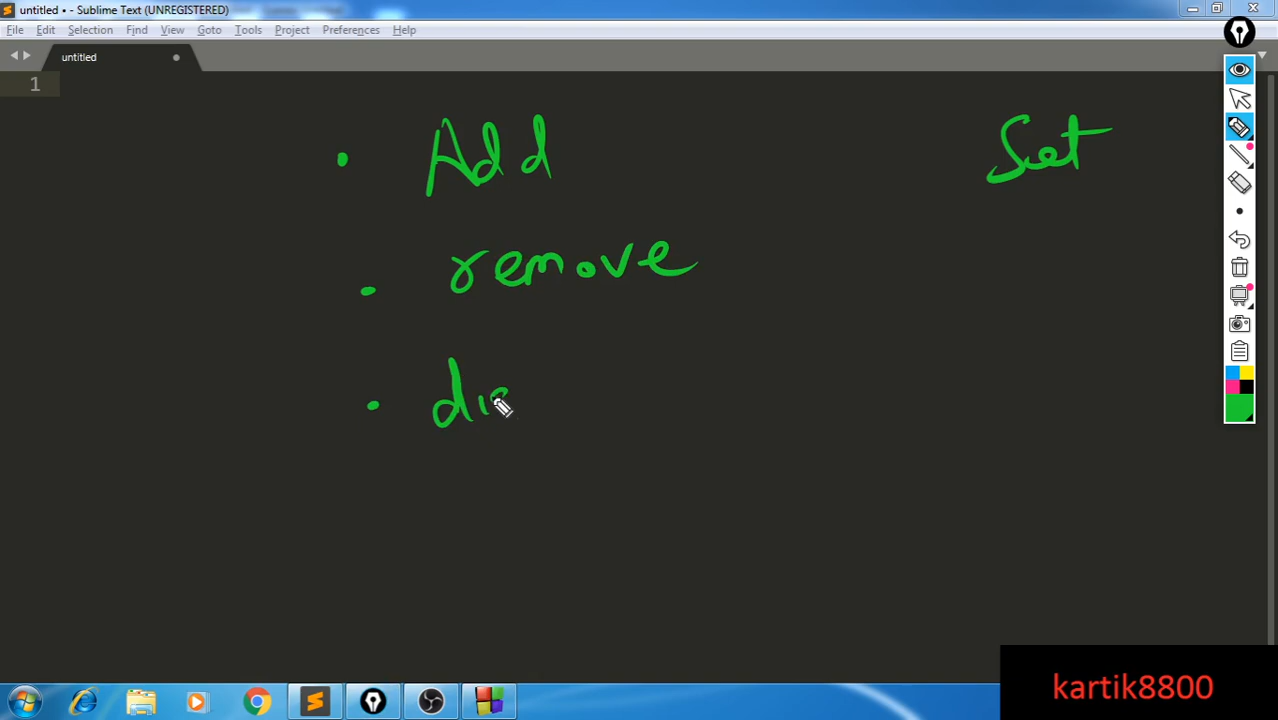 untitled • - Sublime Text (UNREGISTERED)
File Edit Selection Find View Goto Tools Project Preferences Help
untitled
1
• Add Set
• remove
• dis
kartik8800